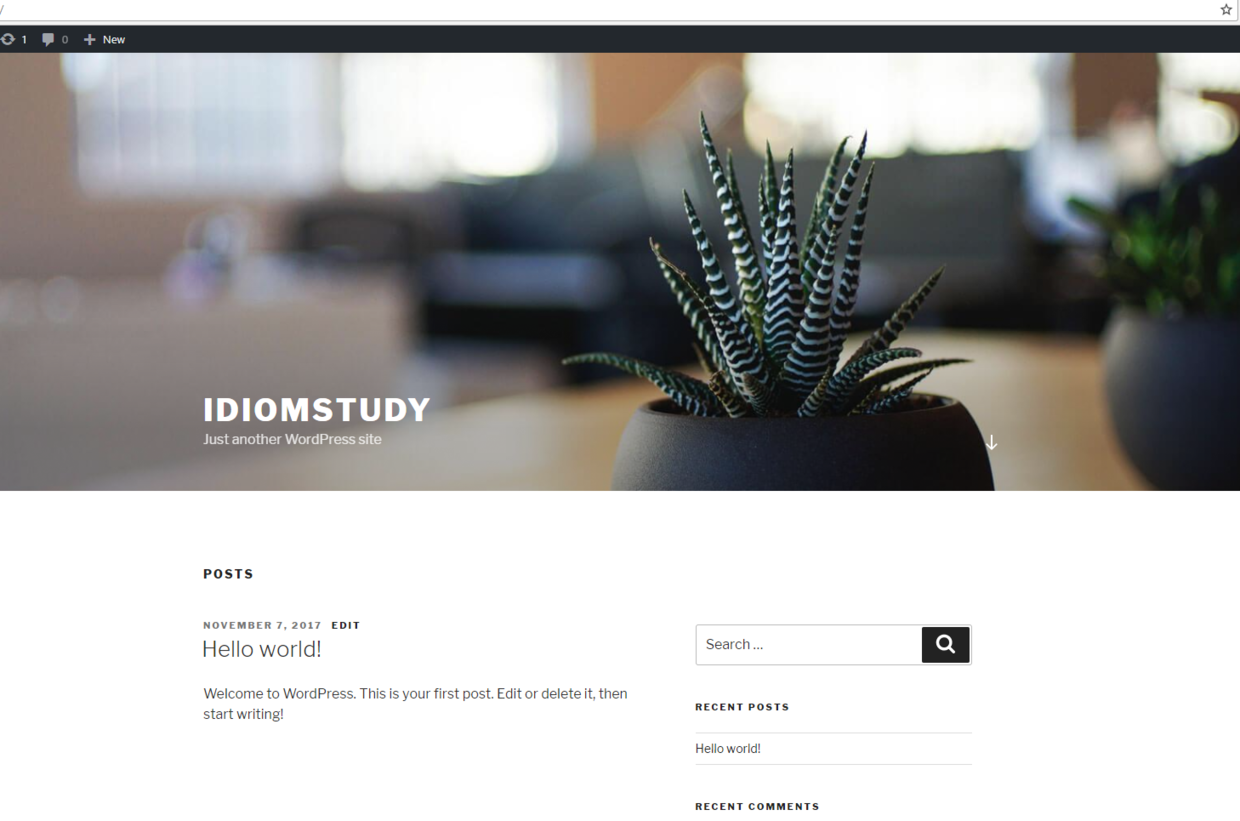 /
1 0 New
IDIOMSTUDY
Just another WordPress site
POSTS
NOVEMBER 7, 2017 EDIT
Hello world!
Welcome to WordPress. This is your first post. Edit or delete it, then
start writing!
Search ...
RECENT POSTS
Hello world!
RECENT COMMENTS